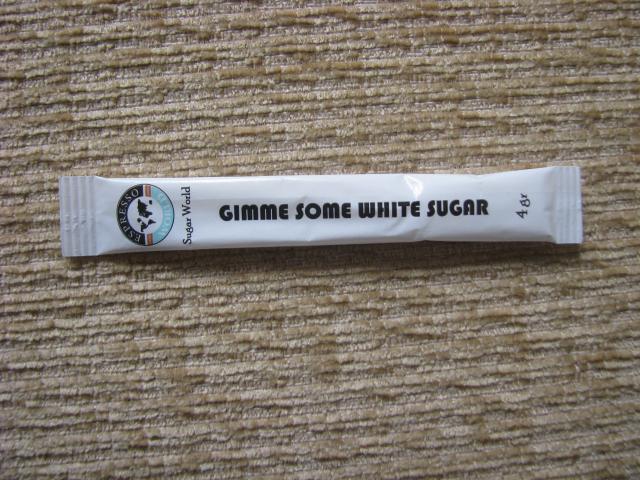 ESPRESSO
Sugar World
GIMME SOME WHITE SUGAR
4 gr